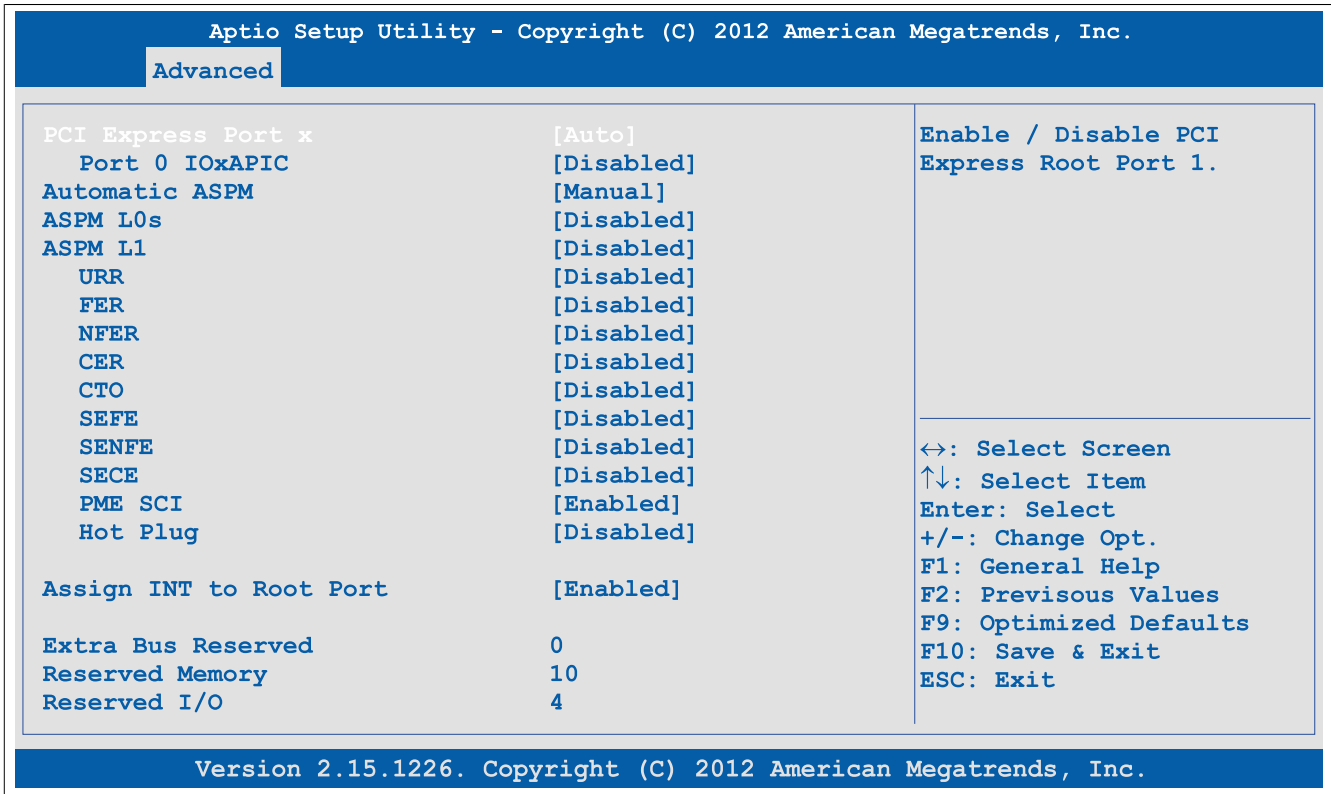 Aptio Setup Utility - Copyright (C) 2012 American Megatrends, Inc.
Advanced
PCI Express Port x [Auto]
Port 0 IOxAPIC [Disabled]
Automatic ASPM [Manual]
ASPM L0s [Disabled]
ASPM L1 [Disabled]
URR [Disabled]
FER [Disabled]
NFER [Disabled]
CER [Disabled]
CTO [Disabled]
SEFE [Disabled]
SENFE [Disabled]
SECE [Disabled]
PME SCI [Enabled]
Hot Plug [Disabled]
Assign INT to Root Port [Enabled]
Extra Bus Reserved 0
Reserved Memory 10
Reserved I/O 4
Enable / Disable PCI
Express Root Port 1.
↔: Select Screen
↑↓: Select Item
Enter: Select
+/-: Change Opt.
F1: General Help
F2: Previsous Values
F9: Optimized Defaults
F10: Save & Exit
ESC: Exit
Version 2.15.1226. Copyright (C) 2012 American Megatrends, Inc.